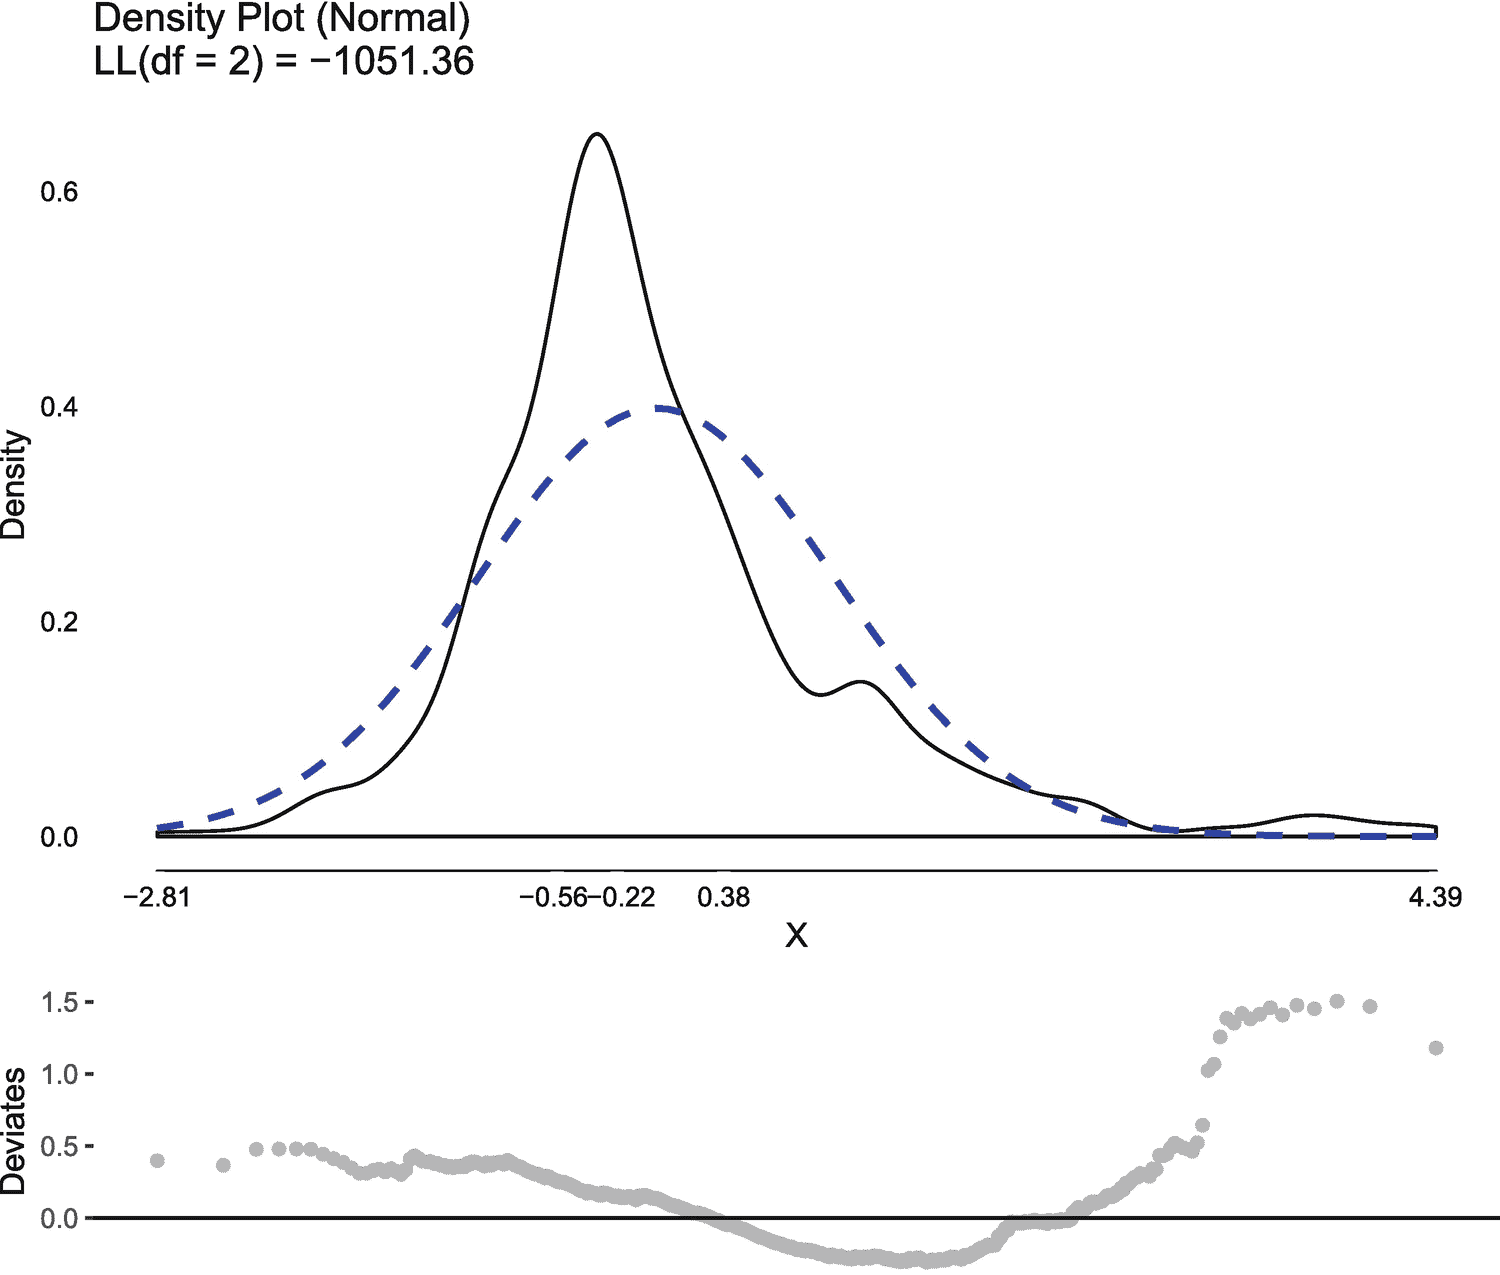 Density Plot (Normal)
LL(df = 2) = −1051.36
0.6
0.4
0.2
0.0
Density
−2.81 −0.56 −0.22 0.38 4.39
X
1.5
1.0
0.5
0.0
Deviates